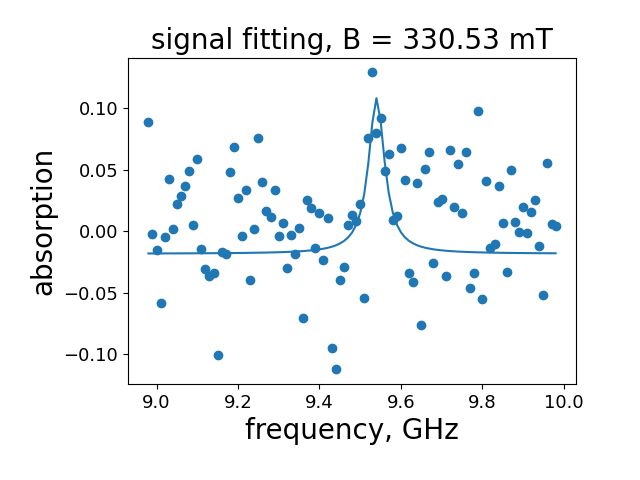 signal fitting, B = 330.53 mT
absorption
0.10
0.05
0.00
−0.05
−0.10
9.0 9.2 9.4 9.6 9.8 10.0
frequency, GHz